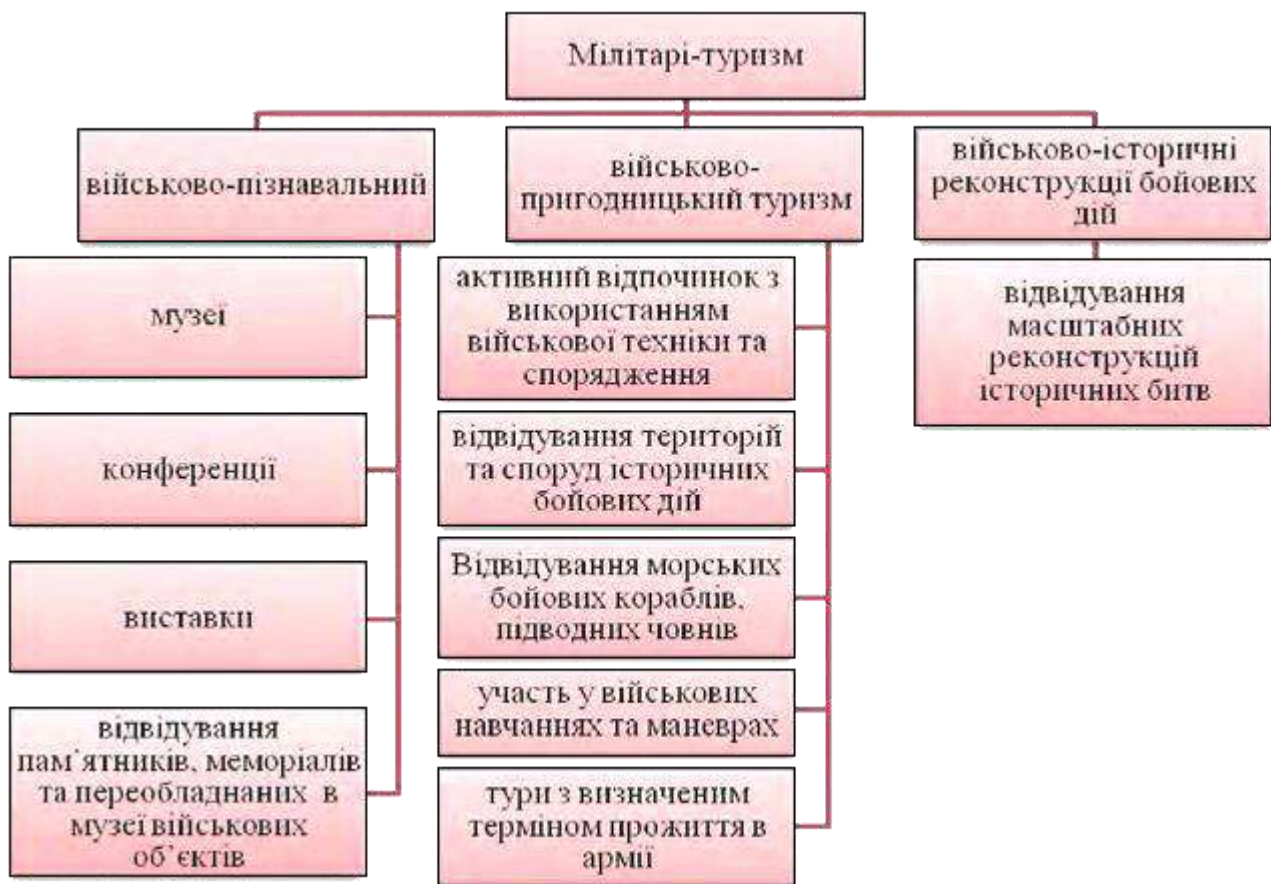 Мілітарі-туризм
військово-пізнавальний
військово-
пригодницький туризм
військово-історичні
реконструкції бойових
дій
музеї
конференції
виставки
відвідування
пам’ятників, меморіалів
та переобладнаних в
музеї військових
об’єктів
активний відпочинок з
використанням
військової техніки та
спорядження
відвідування територій
та споруд історичних
бойових дій
Відвідування морських
бойових кораблів,
підводних човнів
участь у військових
навчаннях та маневрах
тури з визначеним
терміном прожиття в
армії
відвідування
масштабних
реконструкцій
історичних битв